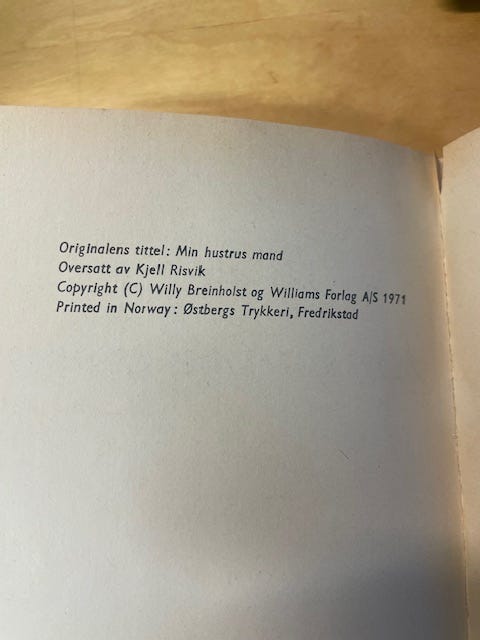 Originalens tittel: Min hustrus mand
Oversatt av Kjell Risvik
Copyright (C) Willy Breinholst og Williams Forlag A/S 1971
Printed in Norway: Østbergs Trykkeri, Fredrikstad